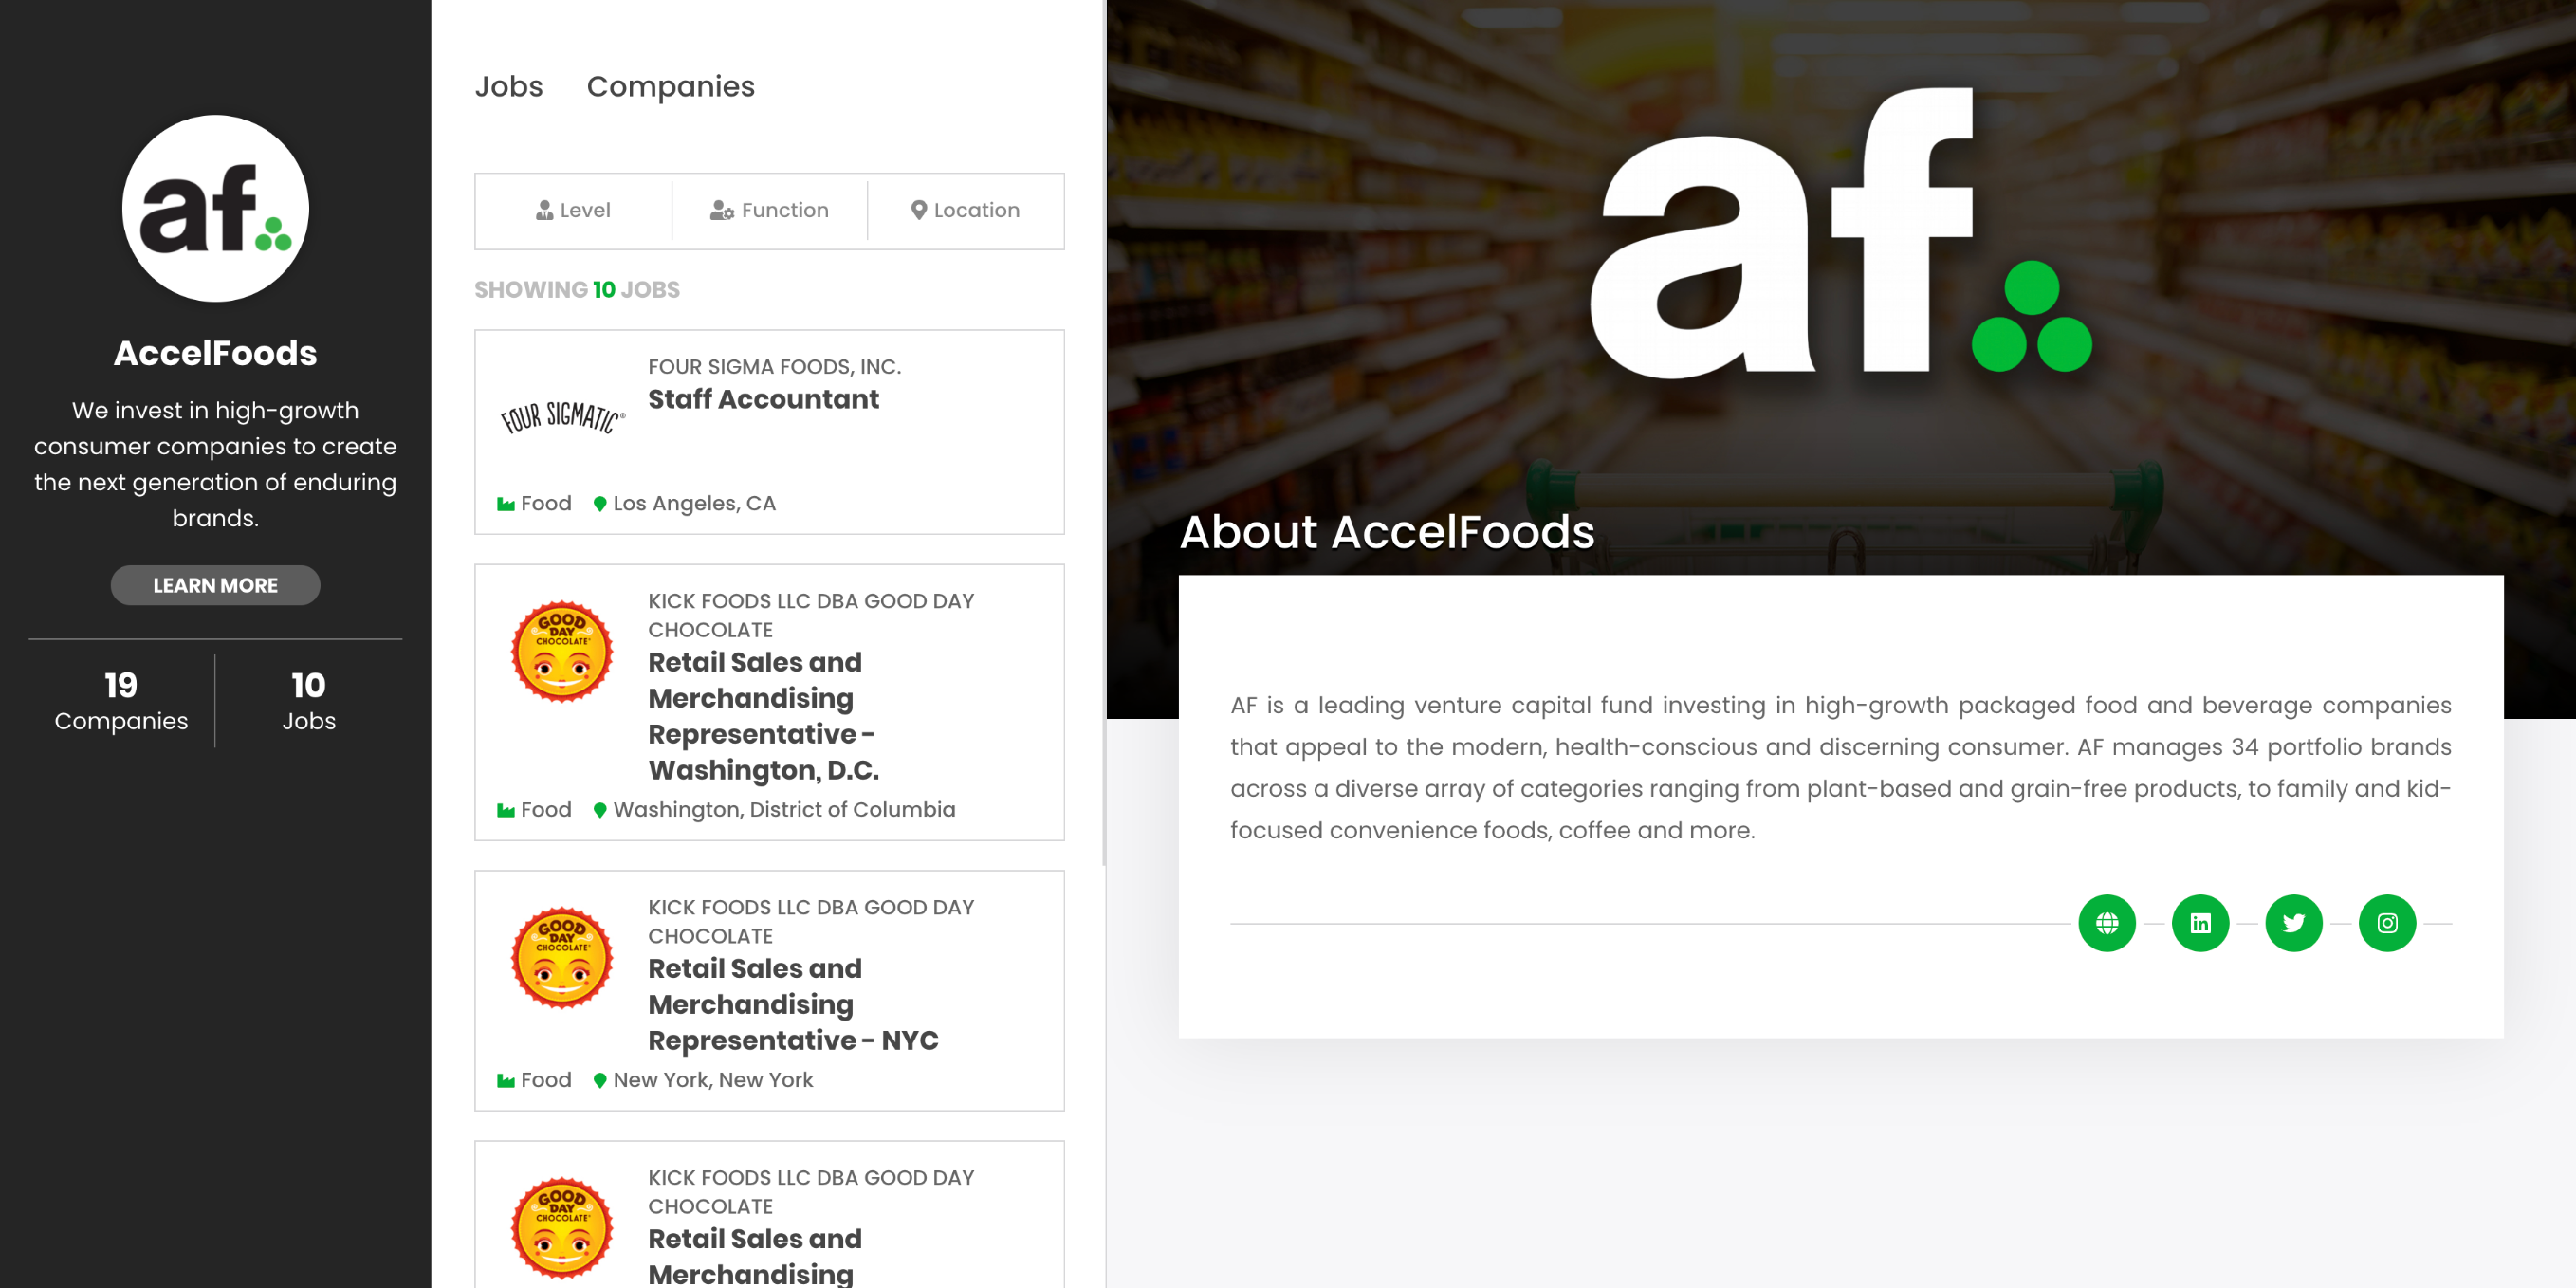 af
AccelFoods
We invest in high-growth
consumer companies to create
the next generation of enduring
brands.
LEARN MORE
19
Companies
10
Jobs
Jobs Companies
Level Function Location
SHOWING 10 JOBS
FOUR SIGMATIC®
FOUR SIGMA FOODS, INC.
Staff Accountant
Food Los Angeles, CA
GOOD
DAY
CHOCOLATE
KICK FOODS LLC DBA GOOD DAY
CHOCOLATE
Retail Sales and
Merchandising
Representative - 
Washington, D.C.
Food Washington, District of Columbia
GOOD
DAY
CHOCOLATE
KICK FOODS LLC DBA GOOD DAY
CHOCOLATE
Retail Sales and
Merchandising
Representative - NYC
Food New York, New York
GOOD
DAY
CHOCOLATE
KICK FOODS LLC DBA GOOD DAY
CHOCOLATE
Retail Sales and
Merchandising
af
About AccelFoods
AF is a leading venture capital fund investing in high-growth packaged food and beverage companies
that appeal to the modern, health-conscious and discerning consumer. AF manages 34 portfolio brands
across a diverse array of categories ranging from plant-based and grain-free products, to family and kid-
focused convenience foods, coffee and more.
in